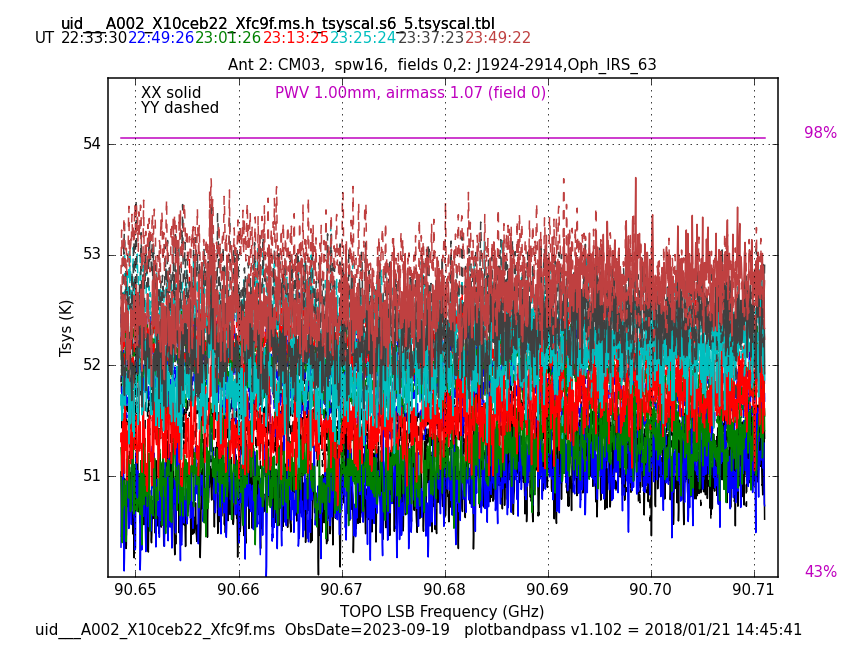 uid___A002_X10ceb22_Xfc9f.ms.h_tsyscal.s6_5.tsyscal.tbl
UT 22:33:30 22:49:26 23:01:26 23:13:25 23:25:24 23:37:23 23:49:22
Ant 2: CM03,  spw16,  fields 0,2: J1924-2914,Oph_IRS_63
XX solid
YY dashed
PWV 1.00mm, airmass 1.07 (field 0)
98%
54
53
Tsys (K)
52
51
43%
90.65 90.66 90.67 90.68 90.69 90.70 90.71
TOPO LSB Frequency (GHz)
uid___A002_X10ceb22_Xfc9f.ms  ObsDate=2023-09-19   plotbandpass v1.102 = 2018/01/21 14:45:41